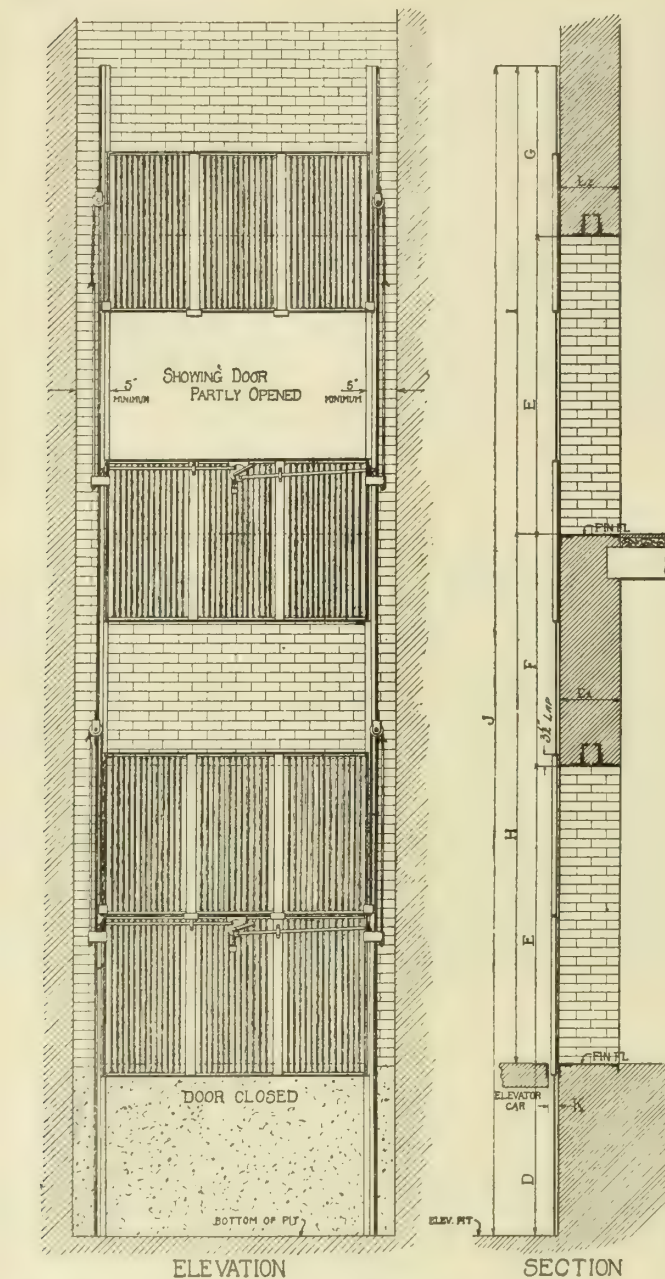 SHOWING DOOR
PARTLY OPENED
5"
MINIMUM
5"
MINIMUM
DOOR CLOSED
BOTTOM OF PIT
ELEVATION
G
I
E
FIN FL
F
J
3½" LAP
H
E
FIN FL
ELEVATOR
CAR
K
D
ELEV. PIT
SECTION